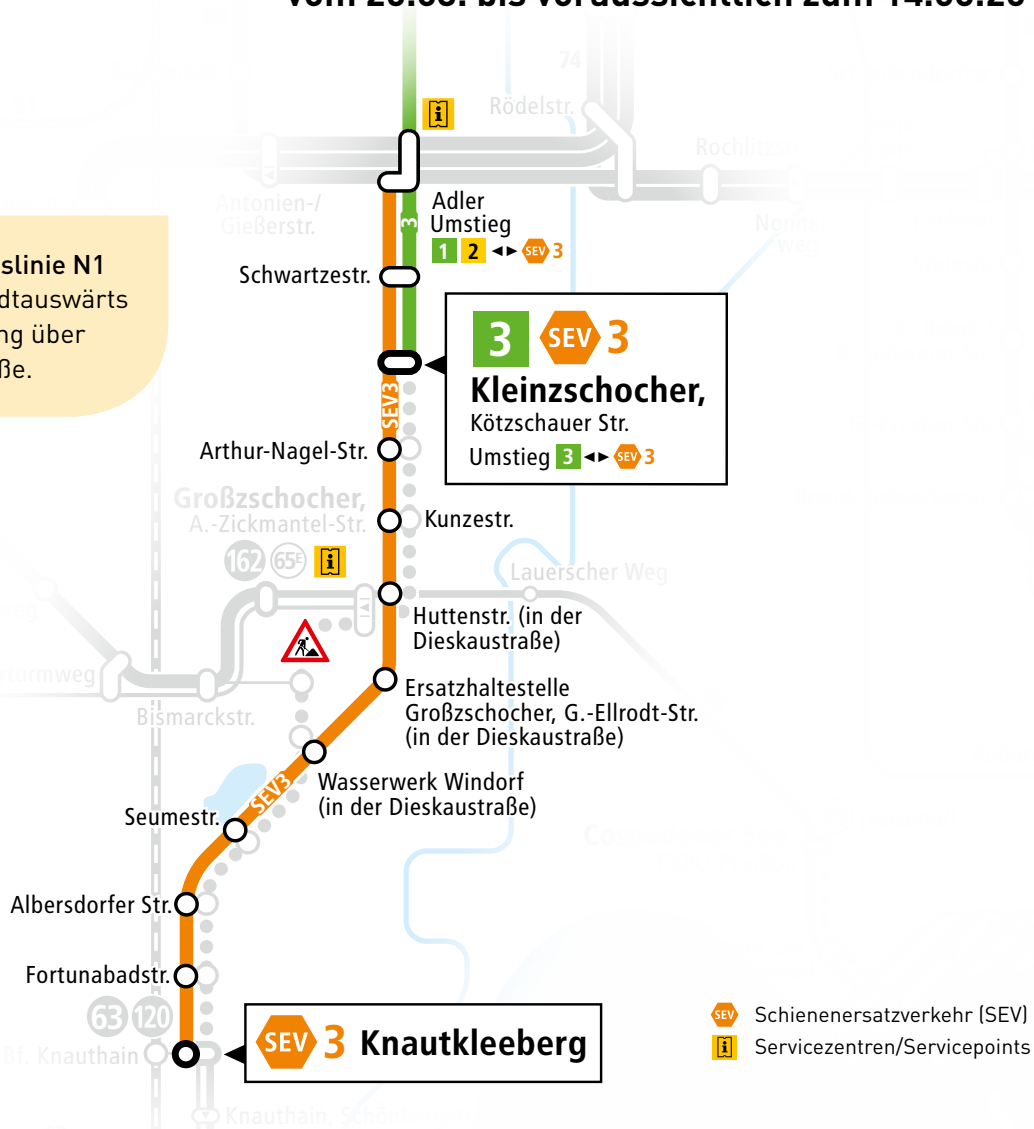 74
Rödelstr.
Antonien-/
Gießerstr.
Adler
Umstieg
1 2 ◄► SEV 3
3
Schwartzestr.
slinie N1
dtauswärts
ng über
ße.
3 SEV 3
Kleinzschocher,
Kötzschauer Str.
Umstieg 3 ◄► SEV 3
SEV3
Arthur-Nagel-Str.
Großzschocher,
A.-Zickmantel-Str.
Kunzestr.
162 65E
Lauerscher Weg
Huttenstr. (in der
Dieskaustraße)
Ersatzhaltestelle
Großzschocher, G.-Ellrodt-Str.
(in der Dieskaustraße)
Bismarckstr.
Wasserwerk Windorf
(in der Dieskaustraße)
SEV3
Seumestr.
Albersdorfer Str.
Fortunabadstr.
63 120
Bf. Knauthain
SEV 3 Knautkleeberg
SEV Schienenersatzverkehr (SEV)
i Servicezentren/Servicepoints
Knauthain,